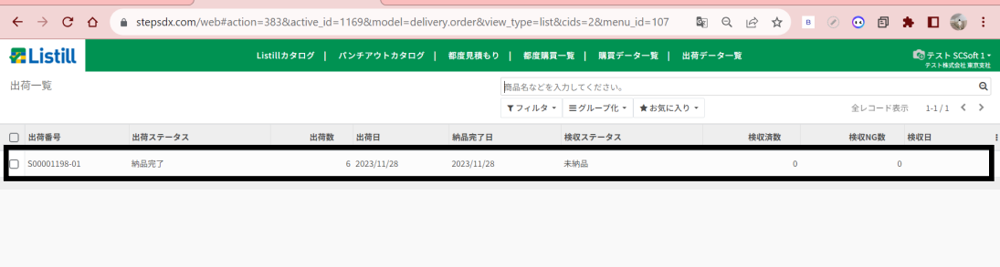 stepsdx.com/web#action=383&active_id=1169&model=delivery.order&view_type=list&cids=2&menu_id=107
B
Listill
Listillカタログ | パンチアウトカタログ | 都度見積もり | 都度購買一覧 | 購買データ一覧 | 出荷データ一覧
テスト SCSoft 1
テスト株式会社 東京支社
出荷一覧
商品名などを入力してください。
フィルタ グループ化 お気に入り
全レコード表示 1-1 / 1
出荷番号 出荷ステータス 出荷数 出荷日 納品完了日 検収ステータス 検収済数 検収NG数 検収日
S00001198-01 納品完了 6 2023/11/28 2023/11/28 未納品 0 0